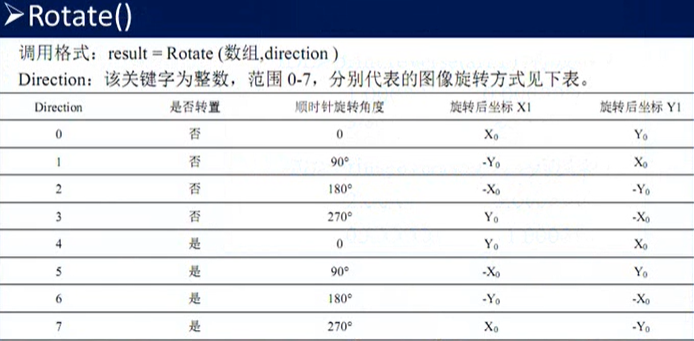 ➢Rotate()
调用格式：result = Rotate (数组,direction )
Direction：该关键字为整数，范围 0-7，分别代表的图像旋转方式见下表。
Direction 是否转置 顺时针旋转角度 旋转后坐标 X1 旋转后坐标 Y1
0 否 0 X₀ Y₀
1 否 90° -Y₀ X₀
2 否 180° -X₀ -Y₀
3 否 270° Y₀ -X₀
4 是 0 Y₀ X₀
5 是 90° -X₀ Y₀
6 是 180° -Y₀ -X₀
7 是 270° X₀ -Y₀